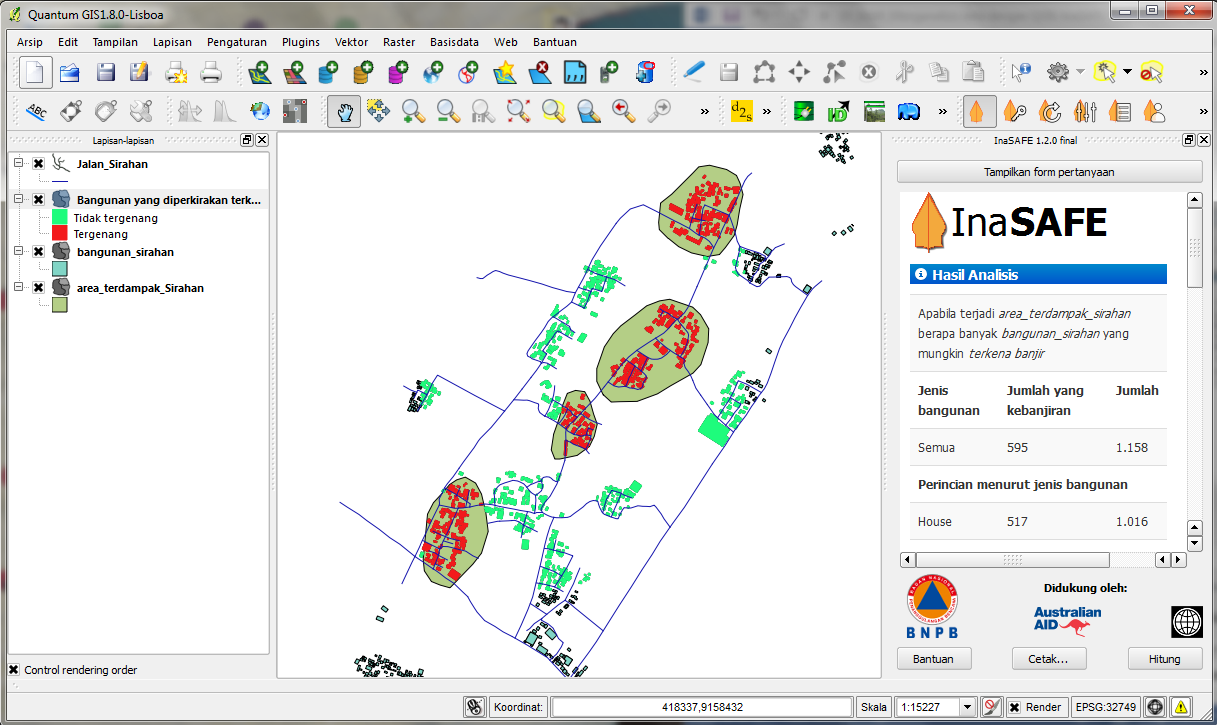 Quantum GIS1.8.0-Lisboa
Arsip Edit Tampilan Lapisan Pengaturan Plugins Vektor Raster Basisdata Web Bantuan
ABC
d2s
Lapisan-lapisan
InaSAFE 1.2.0 final
Jalan_Sirahan
Bangunan yang diperkirakan terk...
Tidak tergenang
Tergenang
bangunan_sirahan
area_terdampak_Sirahan
Tampilkan form pertanyaan
InaSAFE
Hasil Analisis
Apabila terjadi area_terdampak_sirahan
berapa banyak bangunan_sirahan yang
mungkin terkena banjir
Jenis bangunan Jumlah yang kebanjiran Jumlah
Semua 595 1.158
Perincian menurut jenis bangunan
House 517 1.016
Didukung oleh:
BNPB
Australian
AID
Bantuan Cetak... Hitung
Control rendering order
Koordinat: 418337,9158432 Skala 1:15227 Render EPSG:32749